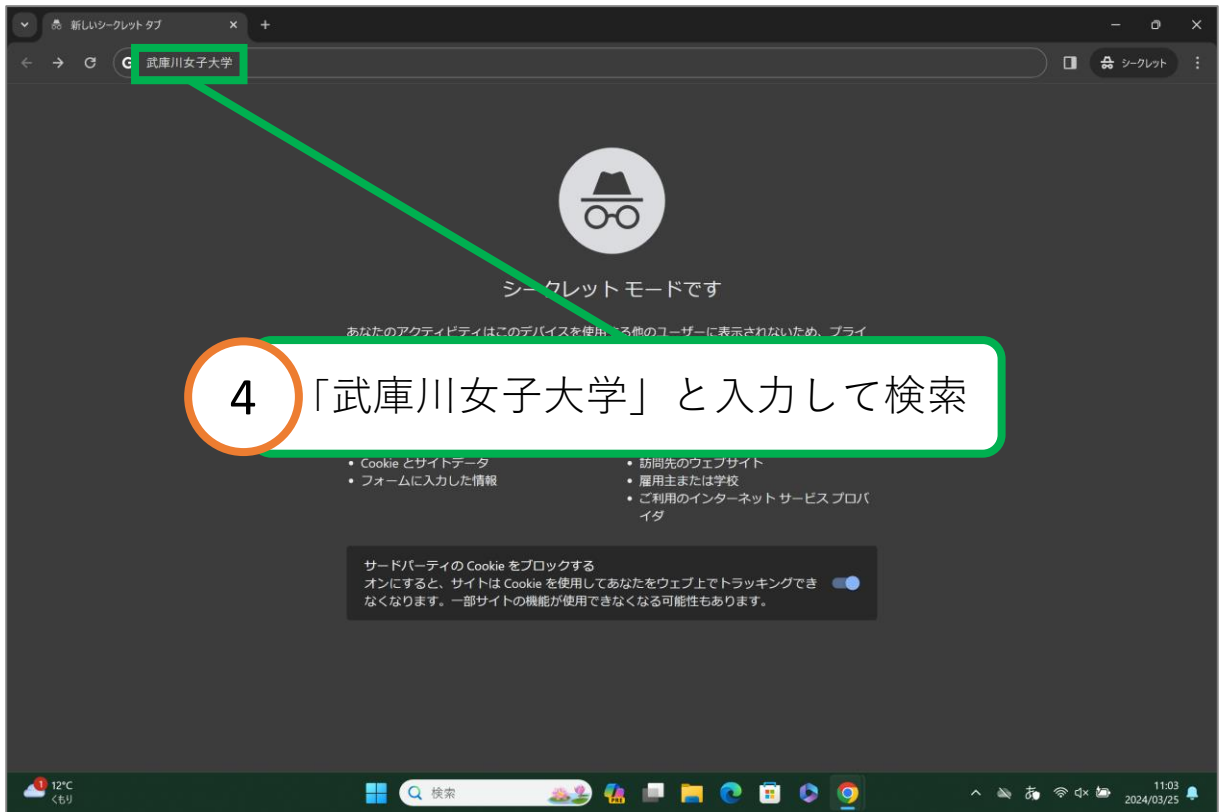 新しいシークレット タブ
武庫川女子大学
シークレット
シークレット モードです
あなたのアクティビティはこのデバイスを使用する他のユーザーに表示されないため、プライ
4
「武庫川女子大学」と入力して検索
• Cookie とサイトデータ
• フォームに入力した情報
• 訪問先のウェブサイト
• 雇用主または学校
• ご利用のインターネット サービス プロバ
イダ
サードパーティの Cookie をブロックする
オンにすると、サイトは Cookie を使用してあなたをウェブ上でトラッキングでき
なくなります。一部サイトの機能が使用できなくなる可能性もあります。
1
12°C
くもり
検索
あ
11:03
2024/03/25